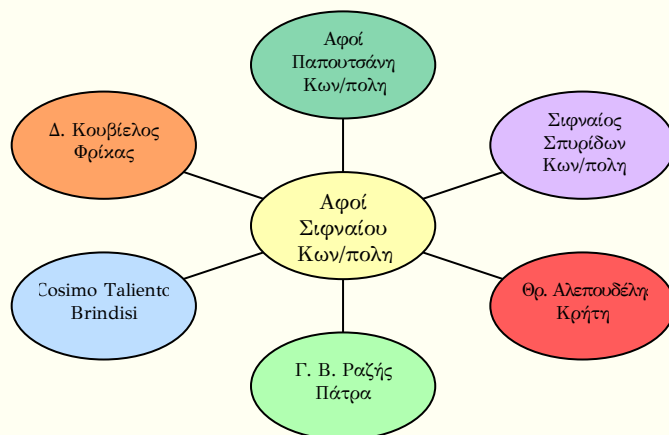 Αφοί
Παπουτσάνη
Κων/πολη
Δ. Κουβίελος
Φρίκας
Σιφναίος
Σπυρίδων
Κων/πολη
Αφοί
Σιφναίου
Κων/πολη
Cosimo Taliento
Brindisi
Θρ. Αλεπουδέλης
Κρήτη
Γ. Β. Ραζής
Πάτρα